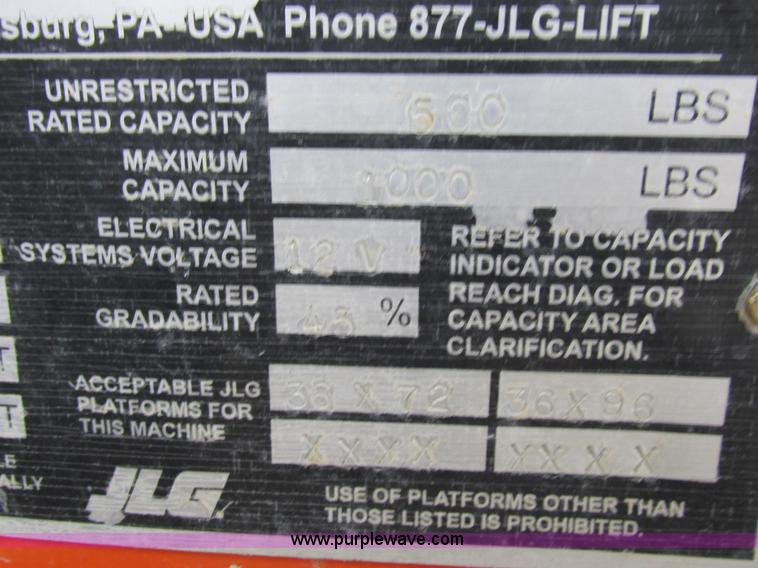 sburg, PA USA Phone 877-JLG-LIFT
UNRESTRICTED
RATED CAPACITY 500 LBS
MAXIMUM
CAPACITY 1000 LBS
ELECTRICAL
SYSTEMS VOLTAGE 12 V
RATED
GRADABILITY 45 %
REFER TO CAPACITY
INDICATOR OR LOAD
REACH DIAG. FOR
CAPACITY AREA
CLARIFICATION.
ACCEPTABLE JLG
PLATFORMS FOR
THIS MACHINE
36 X 72 36X96
XXXX XXXX
T
T
LE
ALLY
JLG.
USE OF PLATFORMS OTHER THAN
THOSE LISTED IS PROHIBITED.
www.purplewave.com